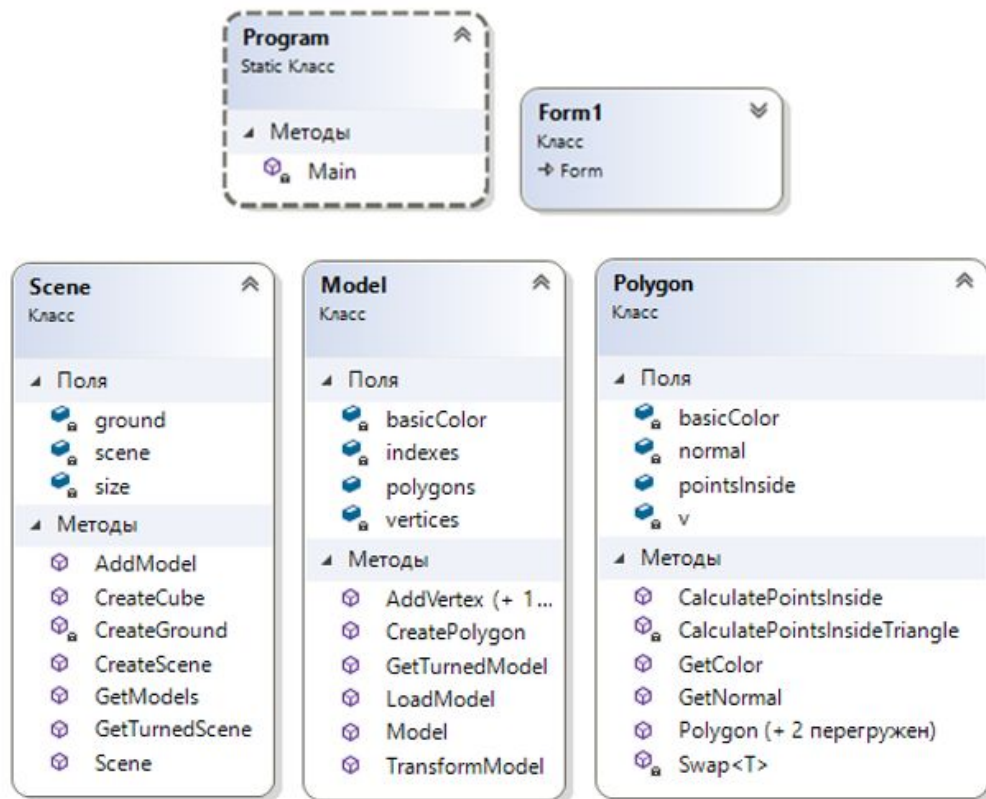 Program
Static Класс
Методы
Main
Form1
Класс
Form
Scene
Класс
Поля
ground
scene
size
Методы
AddModel
CreateCube
CreateGround
CreateScene
GetModels
GetTurnedScene
Scene
Model
Класс
Поля
basicColor
indexes
polygons
vertices
Методы
AddVertex (+ 1...
CreatePolygon
GetTurnedModel
LoadModel
Model
TransformModel
Polygon
Класс
Поля
basicColor
normal
pointsInside
v
Методы
CalculatePointsInside
CalculatePointsInsideTriangle
GetColor
GetNormal
Polygon (+ 2 перегружен)
Swap<T>